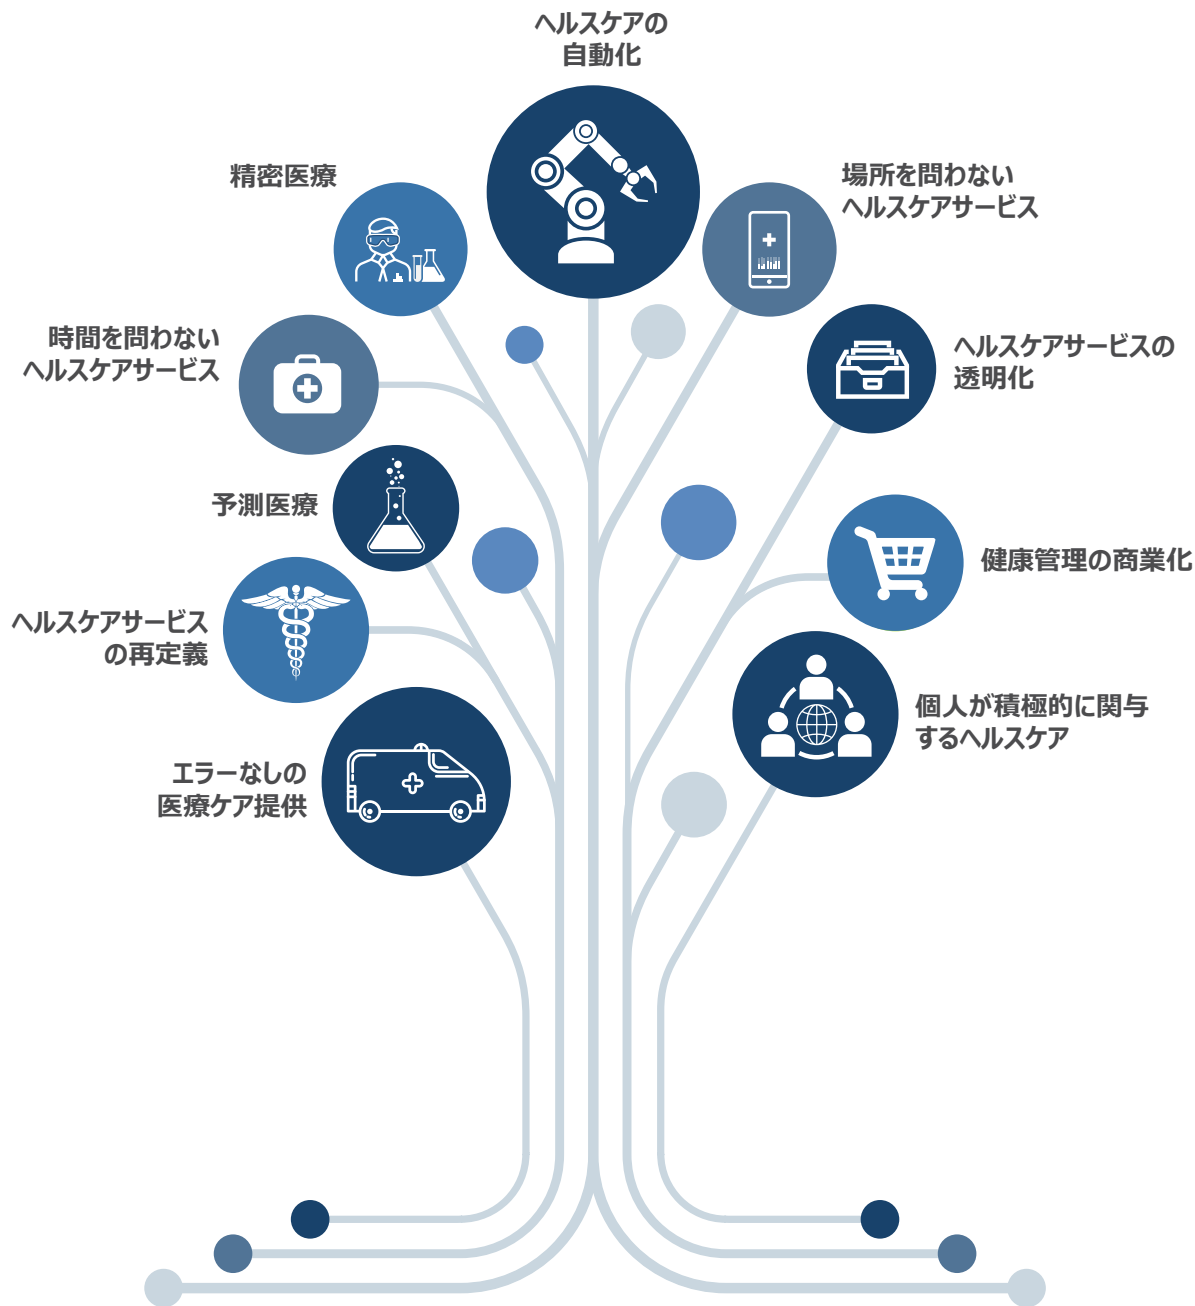 ヘルスケアの
自動化
精密医療
場所を問わない
ヘルスケアサービス
時間を問わない
ヘルスケアサービス
ヘルスケアサービスの
透明化
予測医療
健康管理の商業化
ヘルスケアサービス
の再定義
個人が積極的に関与
するヘルスケア
エラーなしの
医療ケア提供